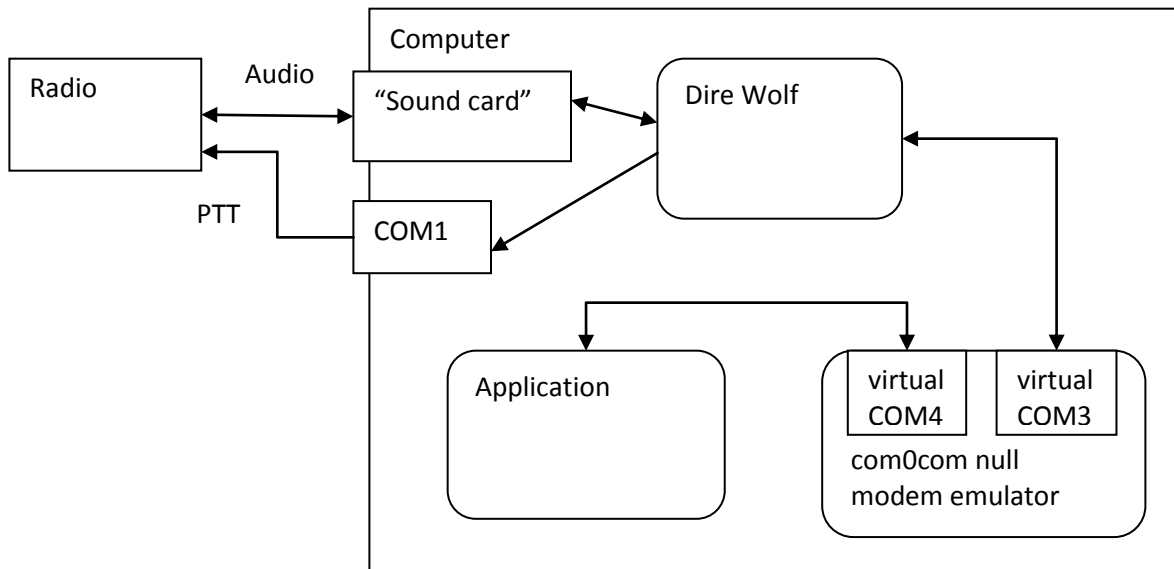 Computer
Radio
Audio
“Sound card”
Dire Wolf
PTT
COM1
Application
virtual
COM4
virtual
COM3
com0com null
modem emulator